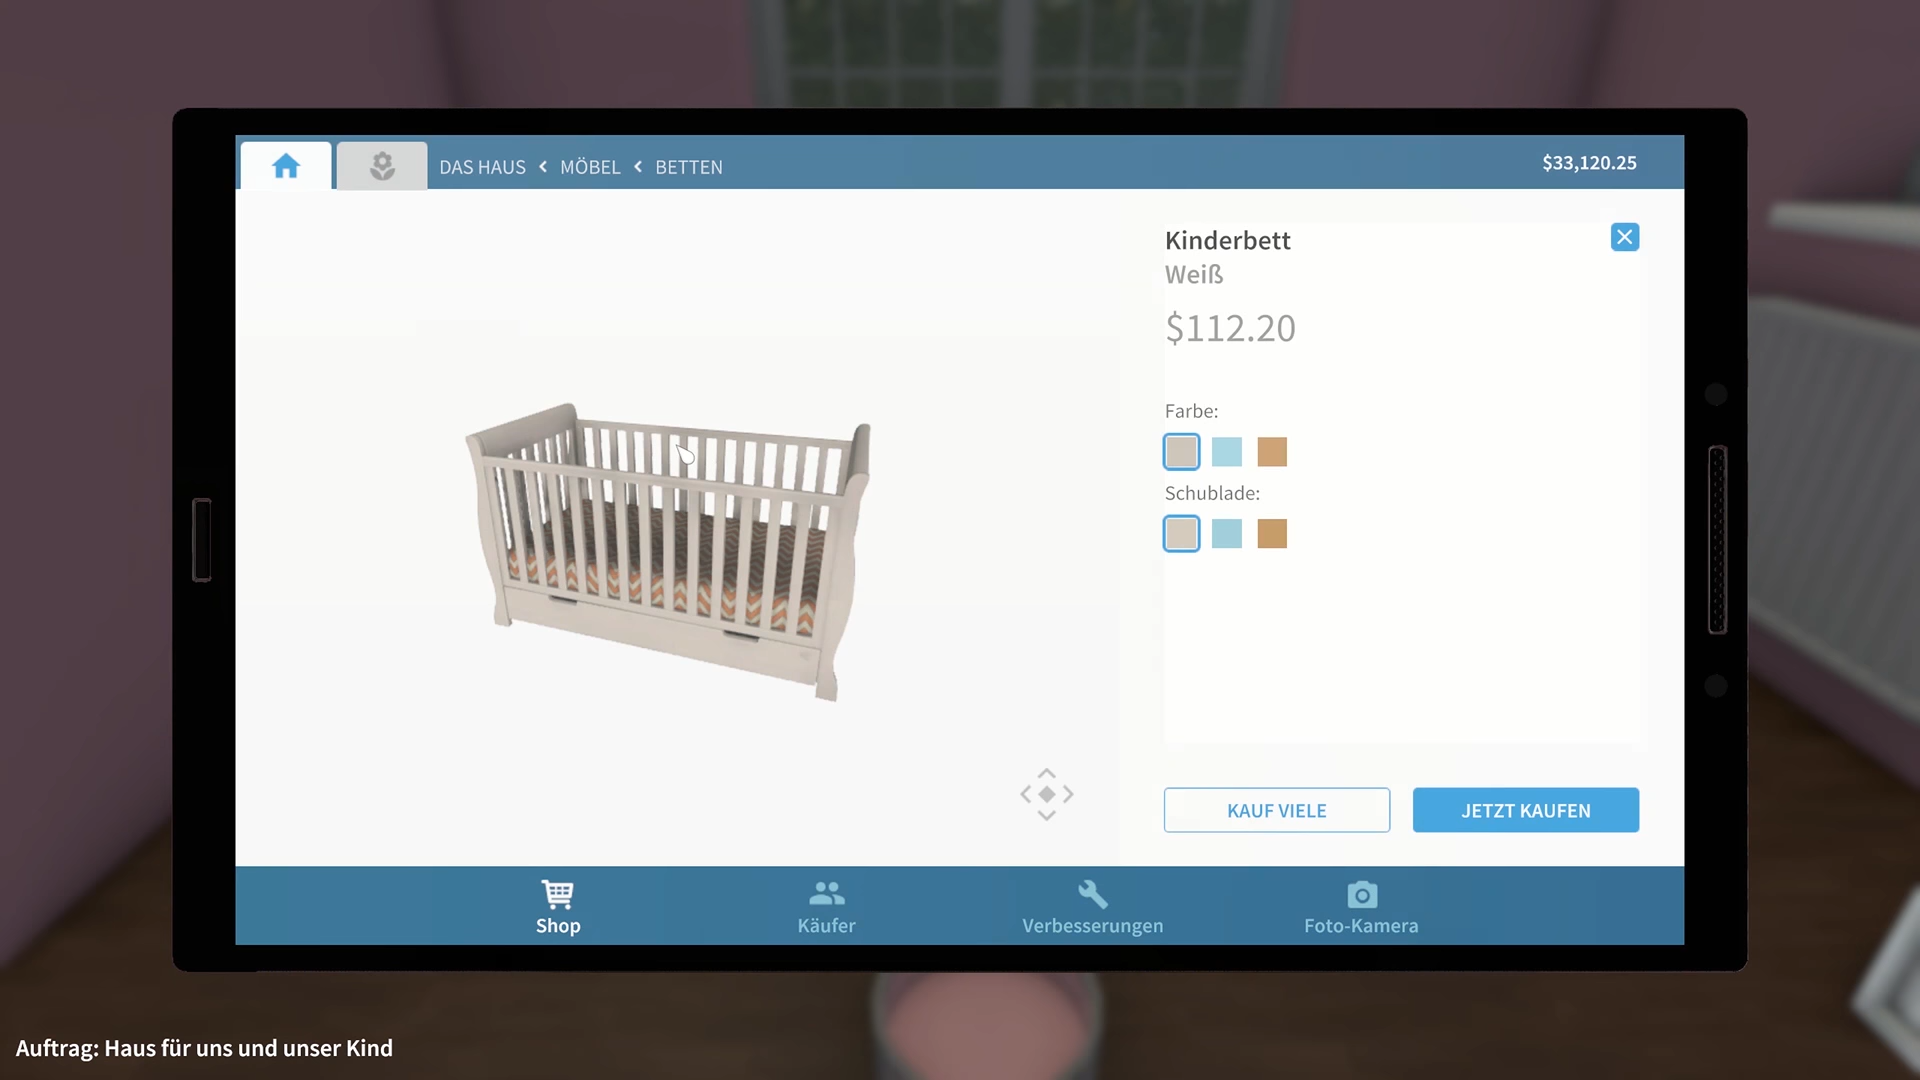 DAS HAUS < MÖBEL < BETTEN
$33,120.25
Kinderbett
Weiß
$112.20
Farbe:
Schublade:
KAUF VIELE
JETZT KAUFEN
Shop
Käufer
Verbesserungen
Foto-Kamera
Auftrag: Haus für uns und unser Kind